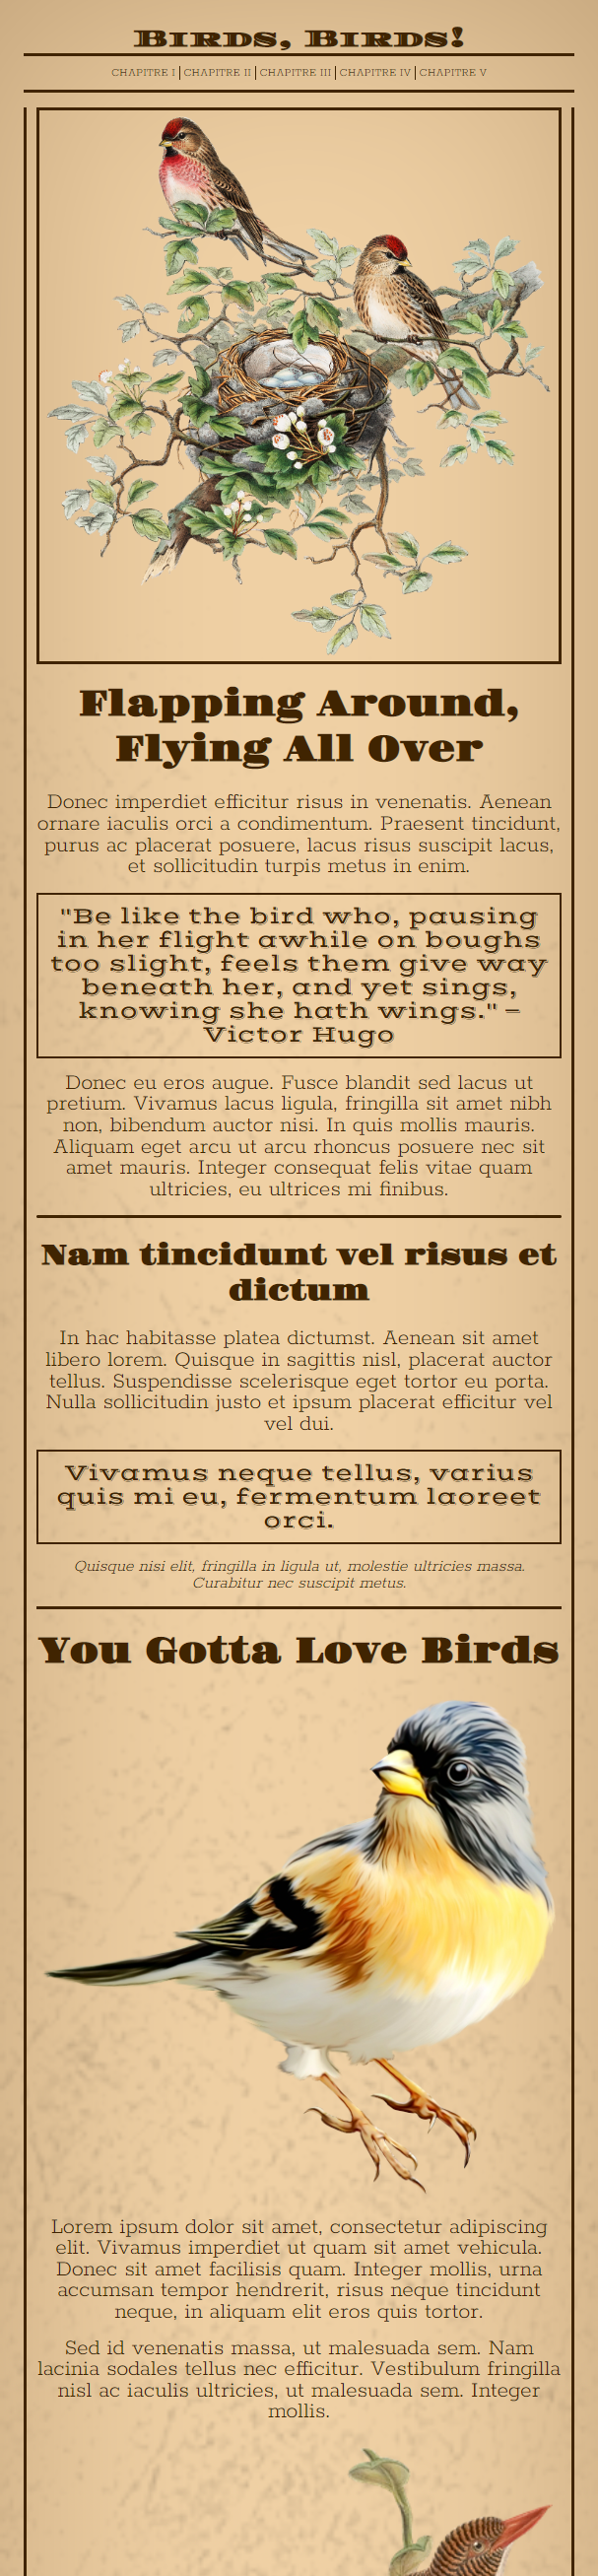 Birds, Birds!
CHAPITRE I | CHAPITRE II | CHAPITRE III | CHAPITRE IV | CHAPITRE V
Flapping Around,
Flying All Over
Donec imperdiet efficitur risus in venenatis. Aenean
ornare iaculis orci a condimentum. Praesent tincidunt,
purus ac placerat posuere, lacus risus suscipit lacus,
et sollicitudin turpis metus in enim.
"Be like the bird who, pausing
in her flight awhile on boughs
too slight, feels them give way
beneath her, and yet sings,
knowing she hath wings." –
Victor Hugo
Donec eu eros augue. Fusce blandit sed lacus ut
pretium. Vivamus lacus ligula, fringilla sit amet nibh
non, bibendum auctor nisi. In quis mollis mauris.
Aliquam eget arcu ut arcu rhoncus posuere nec sit
amet mauris. Integer consequat felis vitae quam
ultricies, eu ultrices mi finibus.
Nam tincidunt vel risus et
dictum
In hac habitasse platea dictumst. Aenean sit amet
libero lorem. Quisque in sagittis nisl, placerat auctor
tellus. Suspendisse scelerisque eget tortor eu porta.
Nulla sollicitudin justo et ipsum placerat efficitur vel
vel dui.
Vivamus neque tellus, varius
quis mi eu, fermentum laoreet
orci.
Quisque nisi elit, fringilla in ligula ut, molestie ultricies massa.
Curabitur nec suscipit metus.
You Gotta Love Birds
Lorem ipsum dolor sit amet, consectetur adipiscing
elit. Vivamus imperdiet ut quam sit amet vehicula.
Donec sit amet facilisis quam. Integer mollis, urna
accumsan tempor hendrerit, risus neque tincidunt
neque, in aliquam elit eros quis tortor.
Sed id venenatis massa, ut malesuada sem. Nam
lacinia sodales tellus nec efficitur. Vestibulum fringilla
nisl ac iaculis ultricies, ut malesuada sem. Integer
mollis.